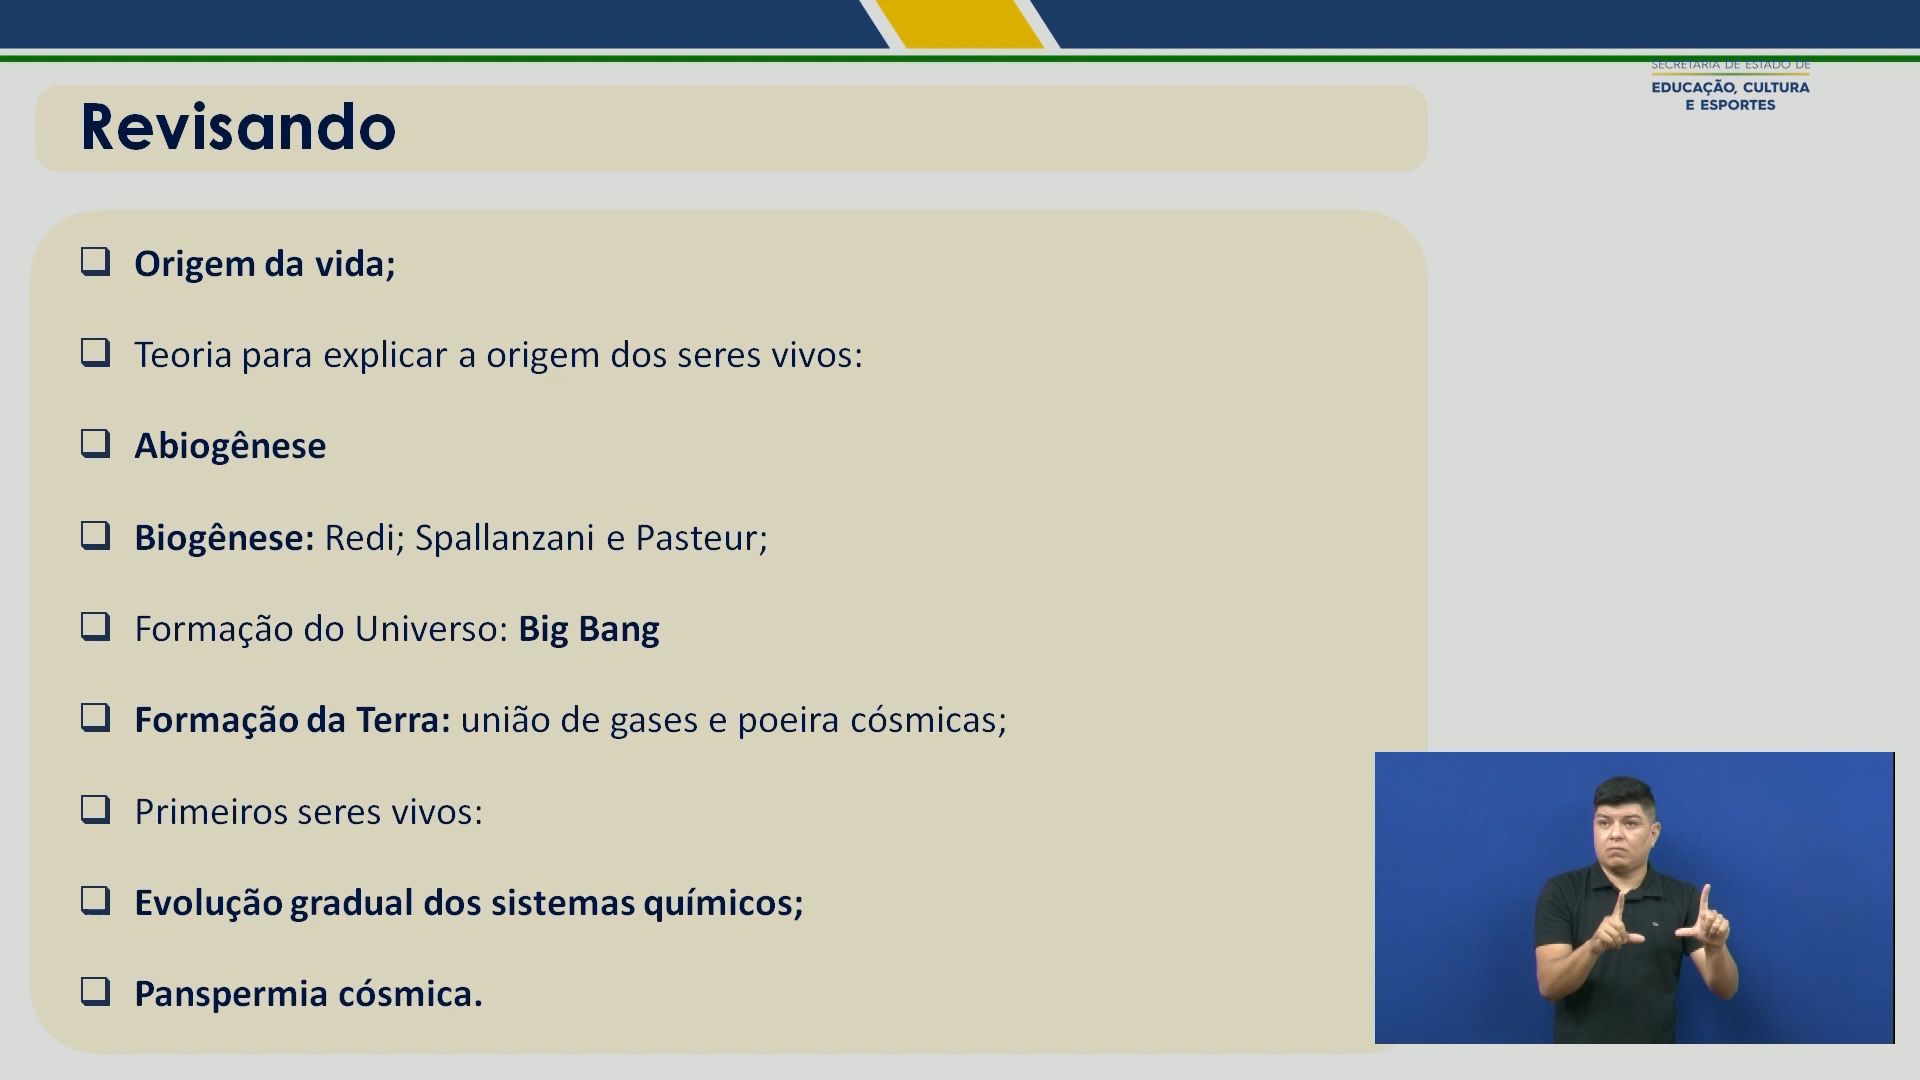 SECRETARIA DE ESTADO DE
EDUCAÇÃO, CULTURA
E ESPORTES
Revisando
Origem da vida;
Teoria para explicar a origem dos seres vivos:
Abiogênese
Biogênese: Redi; Spallanzani e Pasteur;
Formação do Universo: Big Bang
Formação da Terra: união de gases e poeira cósmicas;
Primeiros seres vivos:
Evolução gradual dos sistemas químicos;
Panspermia cósmica.